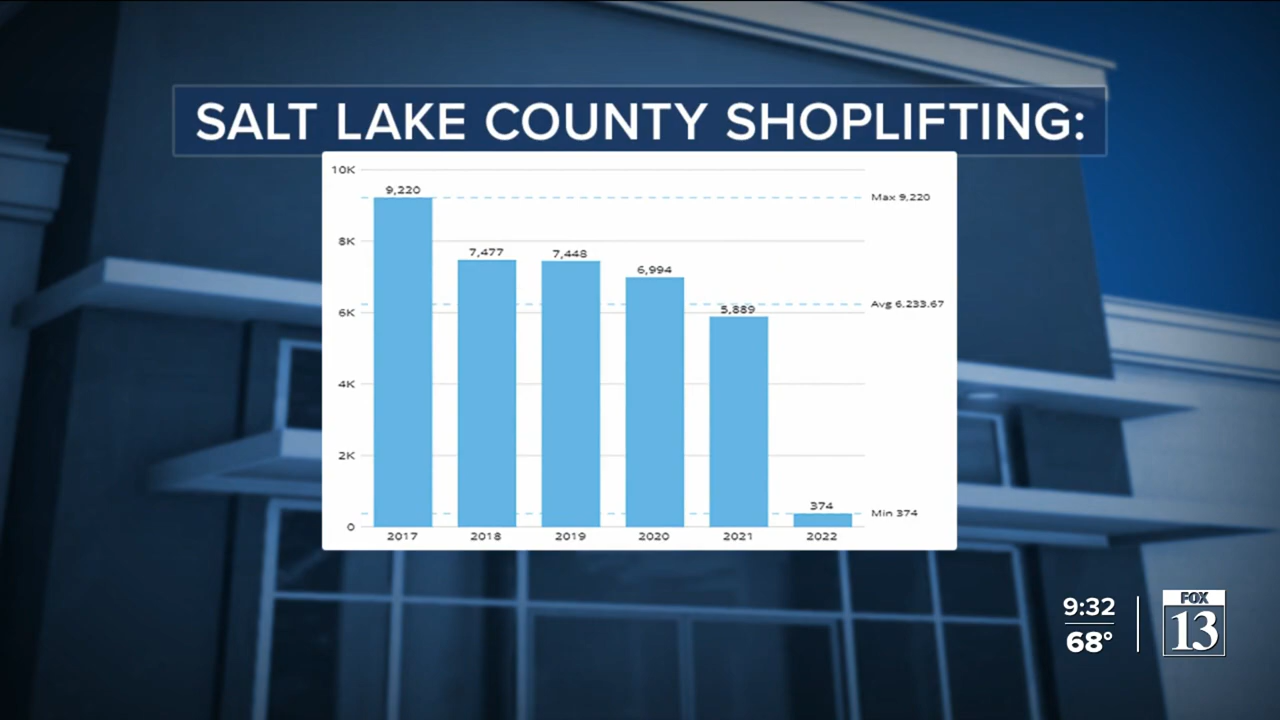 SALT LAKE COUNTY SHOPLIFTING:
10K
9,220
Max 9,220
8K
7,477
7,448
6,994
Avg 6,233.67
6K
5,889
4K
2K
374
Min 374
0
2017 2018 2019 2020 2021 2022
9:32
68°
FOX
13